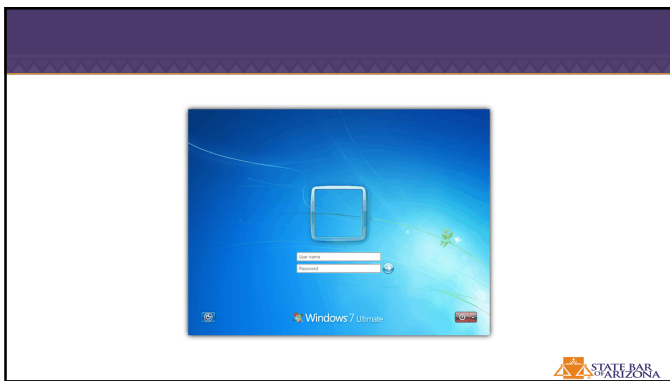 User name
Password
Windows 7 Ultimate
STATE BAR
OF ARIZONA